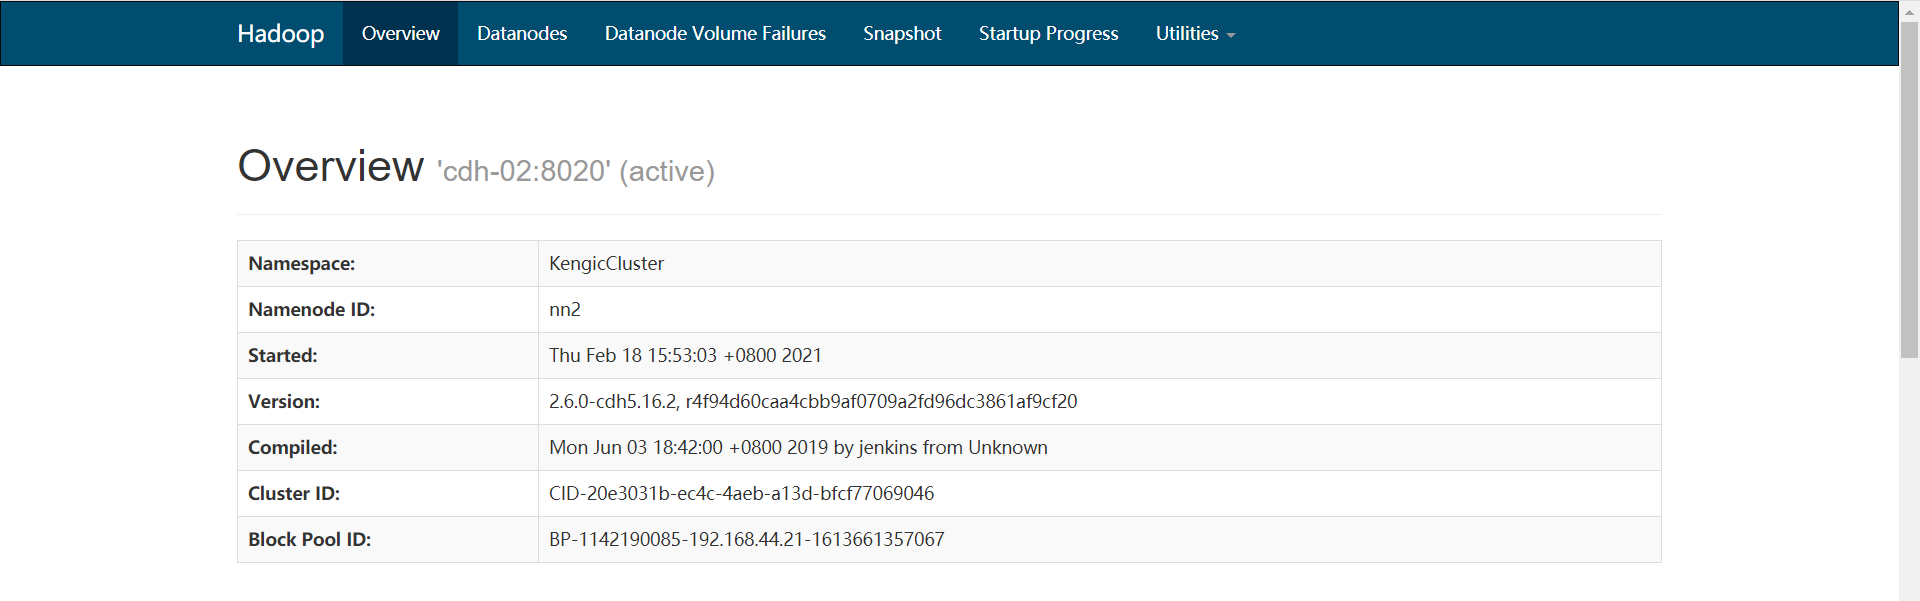 Hadoop Overview Datanodes Datanode Volume Failures Snapshot Startup Progress Utilities
Overview 'cdh-02:8020' (active)
Namespace: KengicCluster
Namenode ID: nn2
Started: Thu Feb 18 15:53:03 +0800 2021
Version: 2.6.0-cdh5.16.2, r4f94d60caa4cbb9af0709a2fd96dc3861af9cf20
Compiled: Mon Jun 03 18:42:00 +0800 2019 by jenkins from Unknown
Cluster ID: CID-20e3031b-ec4c-4aeb-a13d-bfcf77069046
Block Pool ID: BP-1142190085-192.168.44.21-1613661357067